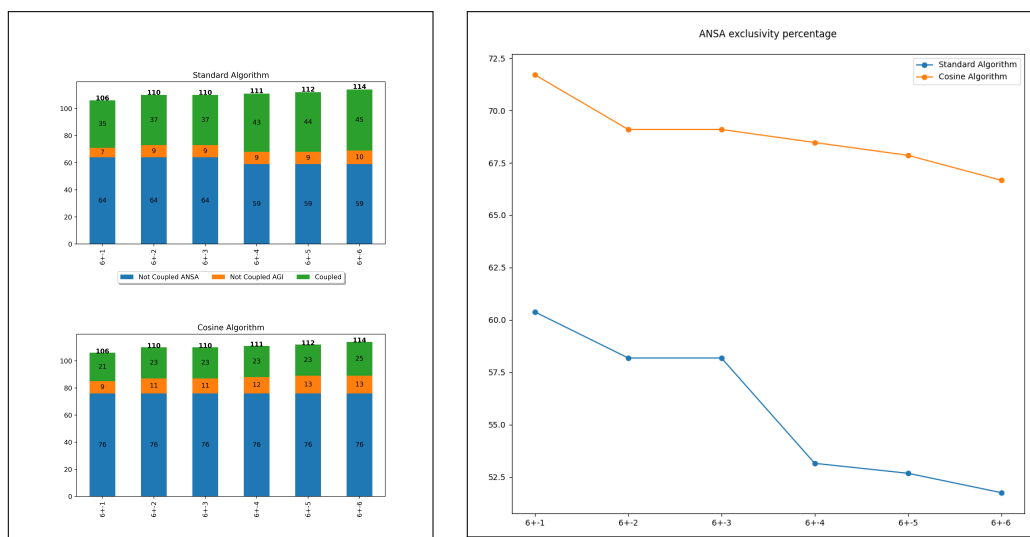 Standard Algorithm
106 110 110 111 112 114
100
35 37 37 43 44 45
80
7 9 9 9 9 10
60
64 64 64 59 59 59
40
20
0
6+-1 6+-2 6+-3 6+-4 6+-5 6+-6
Not Coupled ANSA Not Coupled AGI Coupled
Cosine Algorithm
106 110 110 111 112 114
100
21 23 23 23 23 25
80
9 11 11 12 13 13
60
76 76 76 76 76 76
40
20
0
6+-1 6+-2 6+-3 6+-4 6+-5 6+-6
ANSA exclusivity percentage
Standard Algorithm
Cosine Algorithm
72.5
70.0
67.5
65.0
62.5
60.0
57.5
55.0
52.5
6+-1 6+-2 6+-3 6+-4 6+-5 6+-6